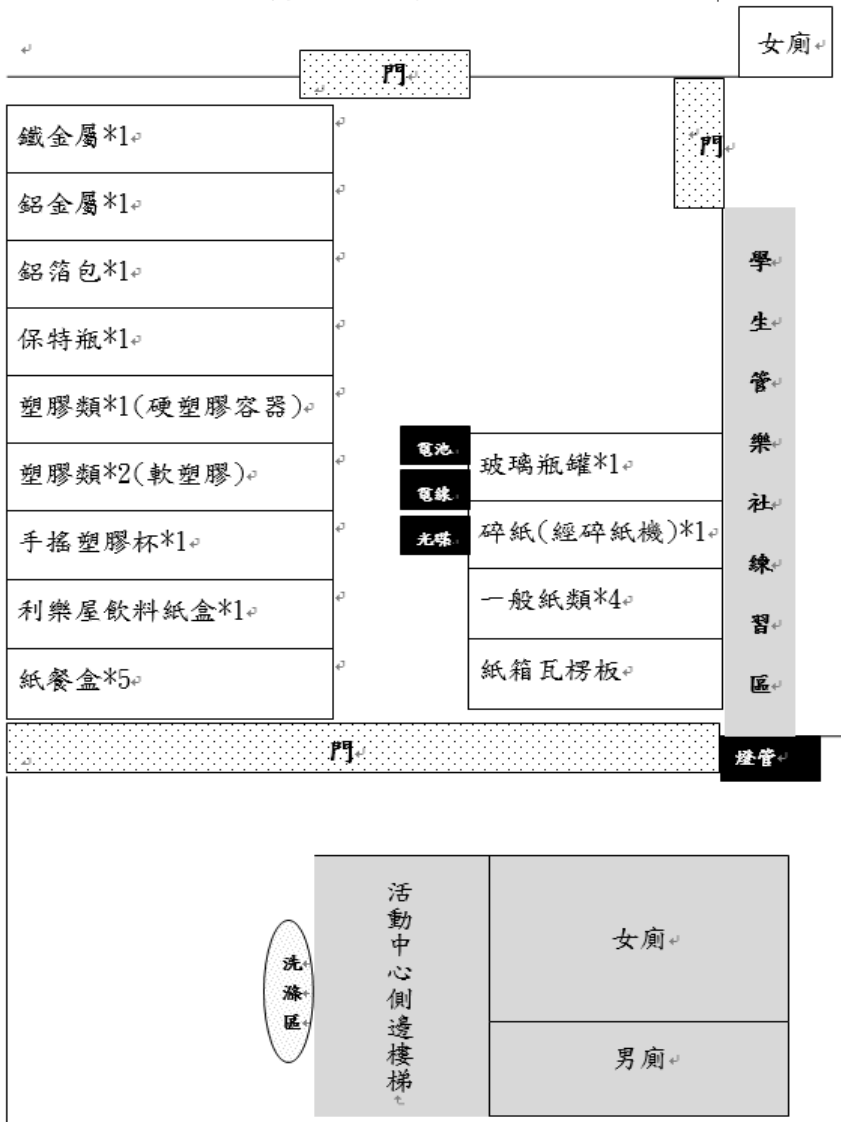 女廁
門
門
鐵金屬*1
鋁金屬*1
鋁箔包*1
保特瓶*1
塑膠類*1(硬塑膠容器)
塑膠類*2(軟塑膠)
手搖塑膠杯*1
利樂屋飲料紙盒*1
紙餐盒*5
電池
電線
光碟
玻璃瓶罐*1
碎紙(經碎紙機)*1
一般紙類*4
紙箱瓦楞板
學生管樂社練習區
門
燈管
洗滌區
活動中心側邊樓梯
女廁
男廁